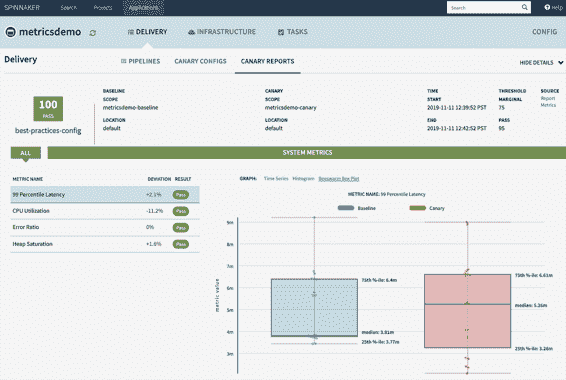 SPINNAKER Search Projects Applications Search Help
metricsdemo DELIVERY INFRASTRUCTURE TASKS CONFIG
Delivery PIPELINES CANARY CONFIGS CANARY REPORTS HIDE DETAILS
BASELINE CANARY TIME THRESHOLD SOURCE
100 SCOPE SCOPE START MARGINAL Report
PASS metricsdemo-baseline metricsdemo-canary 2019-11-11 12:39:52 PST 75 Metrics
best-practices-config LOCATION LOCATION END PASS
default default 2019-11-11 12:42:52 PST 95
ALL SYSTEM METRICS
METRIC NAME DEVIATION RESULT GRAPH: Time Series Histogram Box Plot
99 Percentile Latency +2.1% Pass METRIC NAME: 99 Percentile Latency
CPU Utilization -11.2% Pass Baseline Canary
Error Ratio 0% Pass
Heap Saturation +1.6% Pass
metric value
9m
8m
7m
6m
5m
4m
3m
75th %-ile: 6.4m
median: 3.81m
25th %-ile: 3.77m
75th %-ile: 6.61m
median: 5.26m
25th %-ile: 3.28m